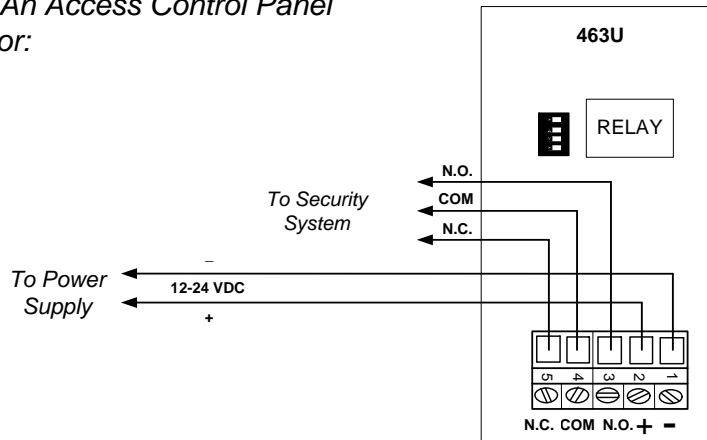 An Access Control Panel
or:
463U
RELAY
N.O.
COM
N.C.
To Security
System
–
To Power
Supply
12-24 VDC
+
5 4 3 2 1
N.C. COM N.O. + –